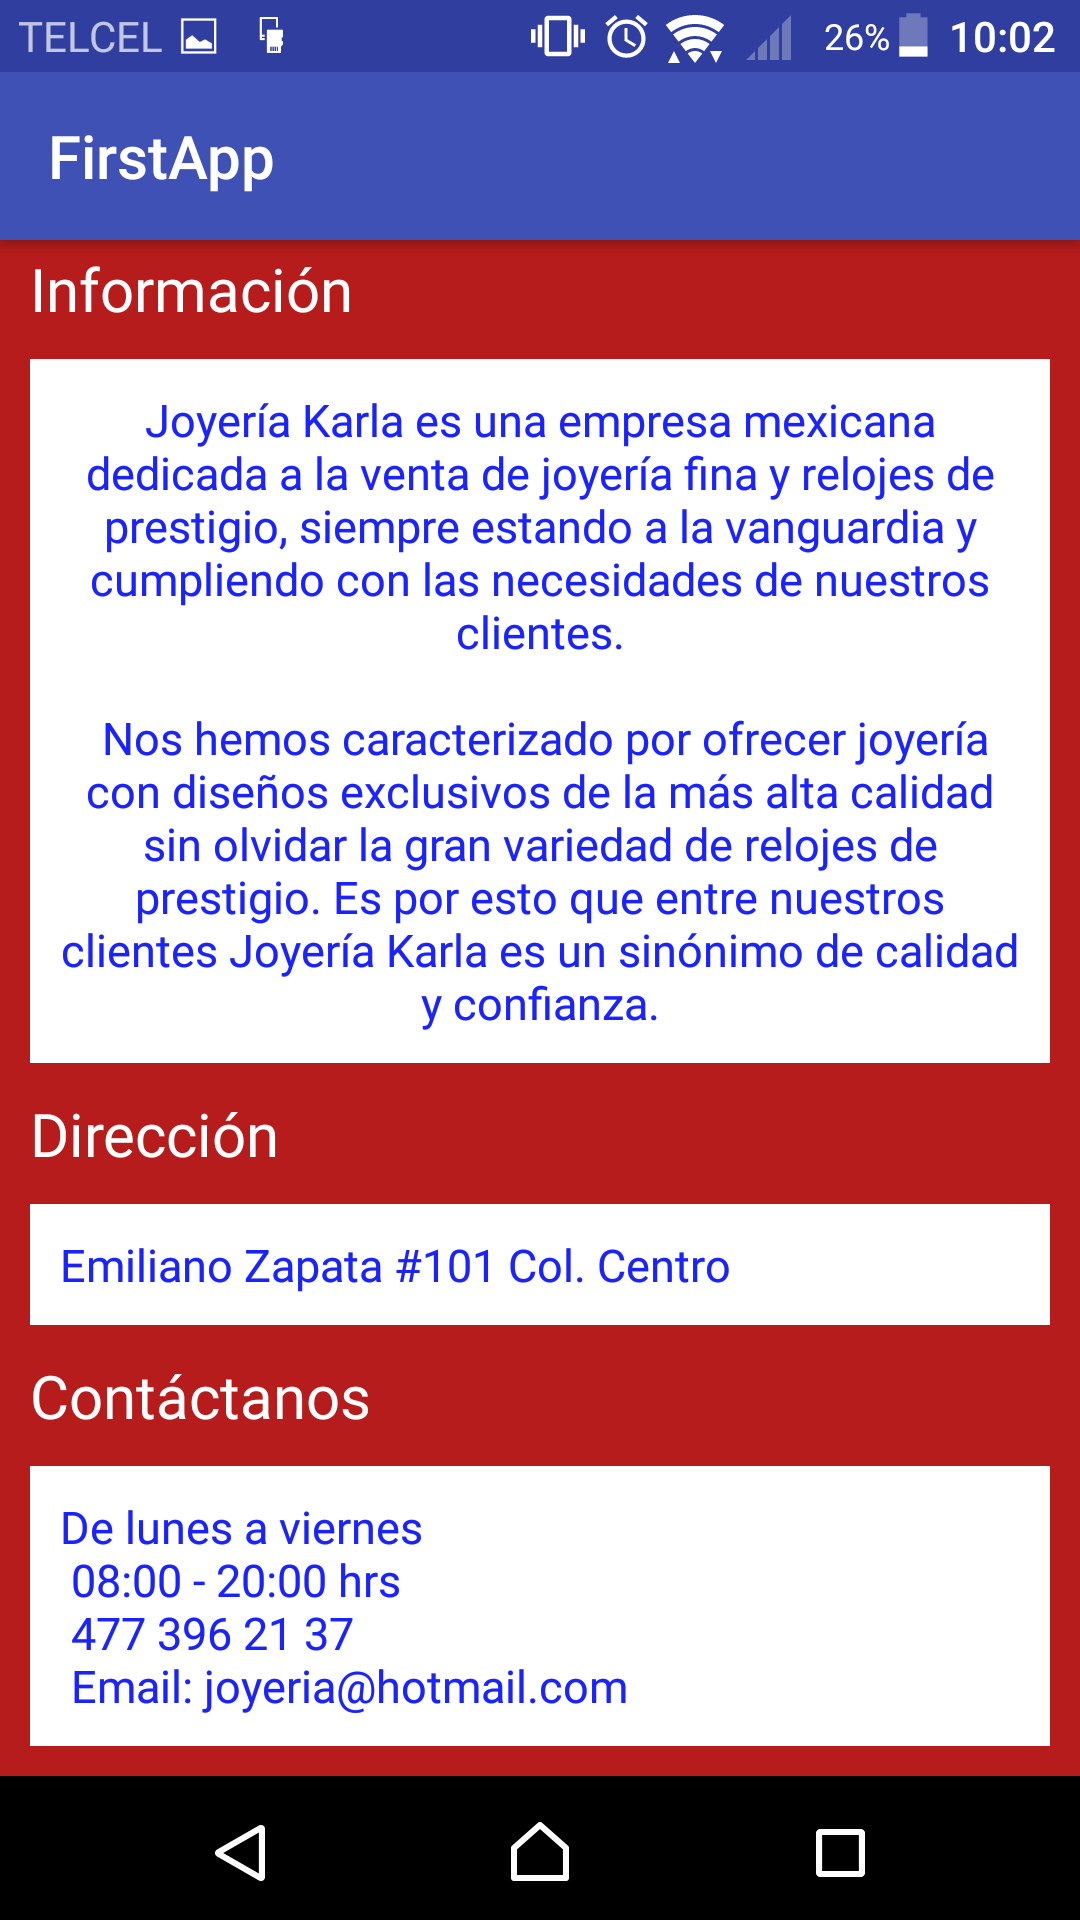 TELCEL 26% 10:02
FirstApp
Información
Joyería Karla es una empresa mexicana
dedicada a la venta de joyería fina y relojes de
prestigio, siempre estando a la vanguardia y
cumpliendo con las necesidades de nuestros
clientes.
Nos hemos caracterizado por ofrecer joyería
con diseños exclusivos de la más alta calidad
sin olvidar la gran variedad de relojes de
prestigio. Es por esto que entre nuestros
clientes Joyería Karla es un sinónimo de calidad
y confianza.
Dirección
Emiliano Zapata #101 Col. Centro
Contáctanos
De lunes a viernes
08:00 - 20:00 hrs
477 396 21 37
Email: joyeria@hotmail.com